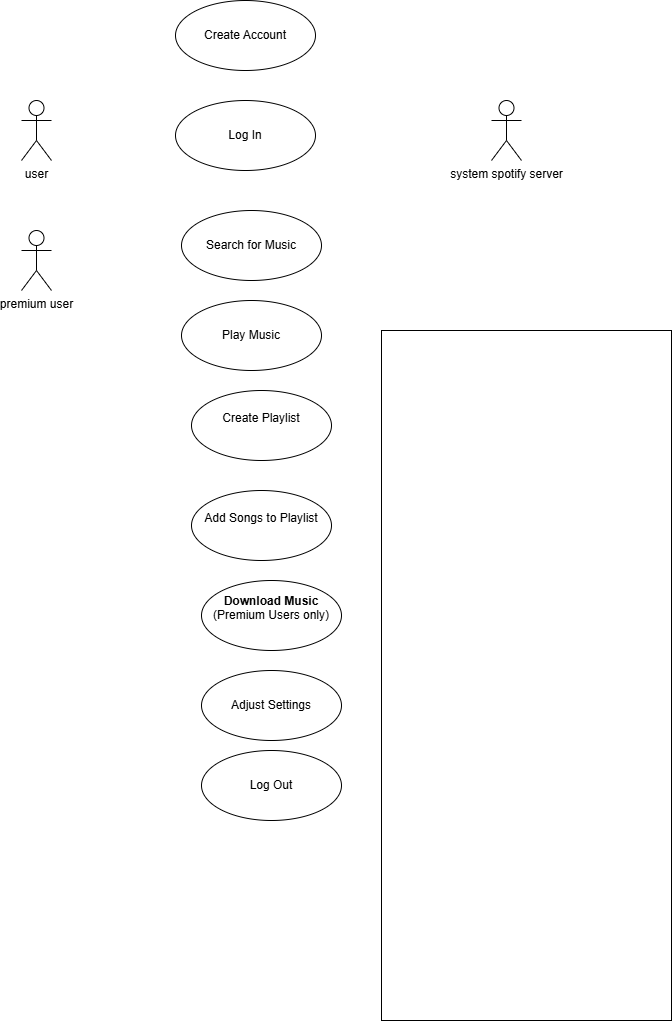 Create Account
Log In
user
system spotify server
Search for Music
premium user
Play Music
Create Playlist
Add Songs to Playlist
Download Music
(Premium Users only)
Adjust Settings
Log Out